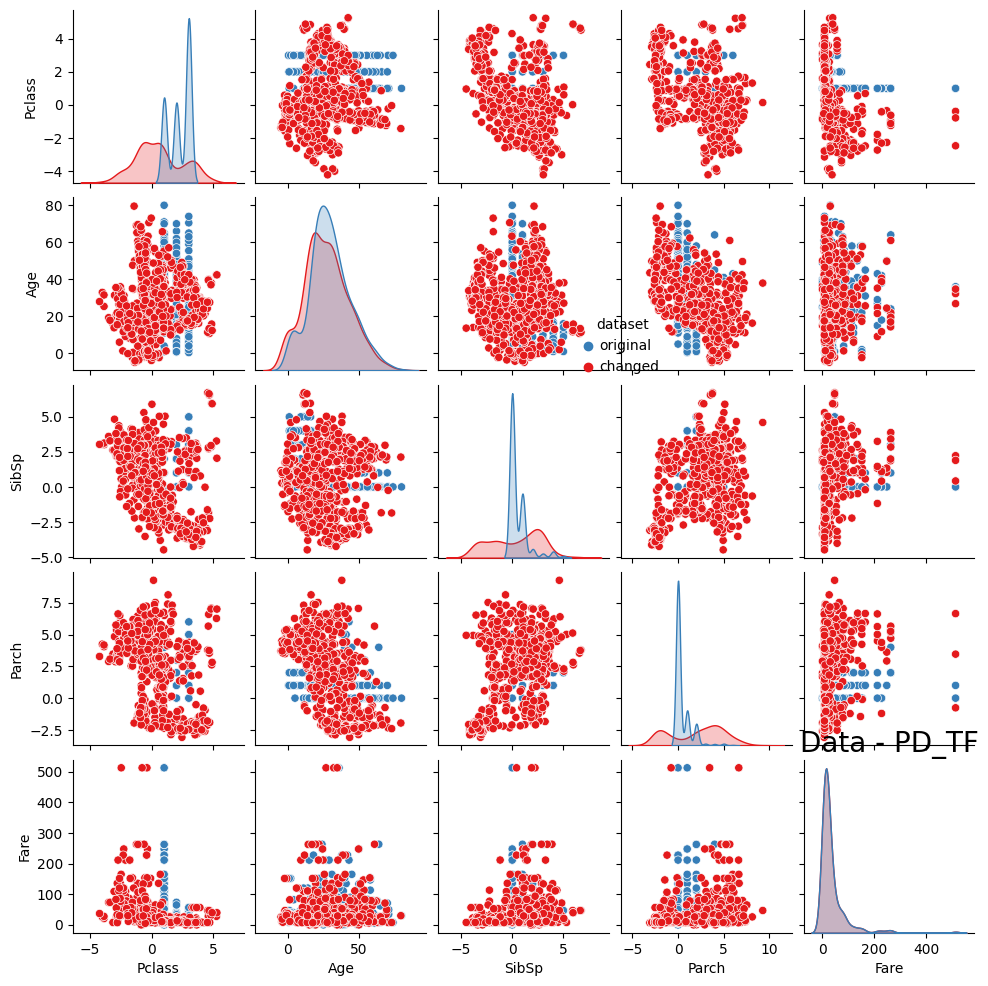 4
2
0
−2
−4
Pclass
80
60
40
20
0
Age
dataset
original
changed
5.0
2.5
0.0
−2.5
−5.0
SibSp
7.5
5.0
2.5
0.0
−2.5
Parch
Data - PD_TF
500
400
300
200
100
0
Fare
−5 0 5 0 50 −5 0 5 −5 0 5 10 0 200 400
Pclass Age SibSp Parch Fare